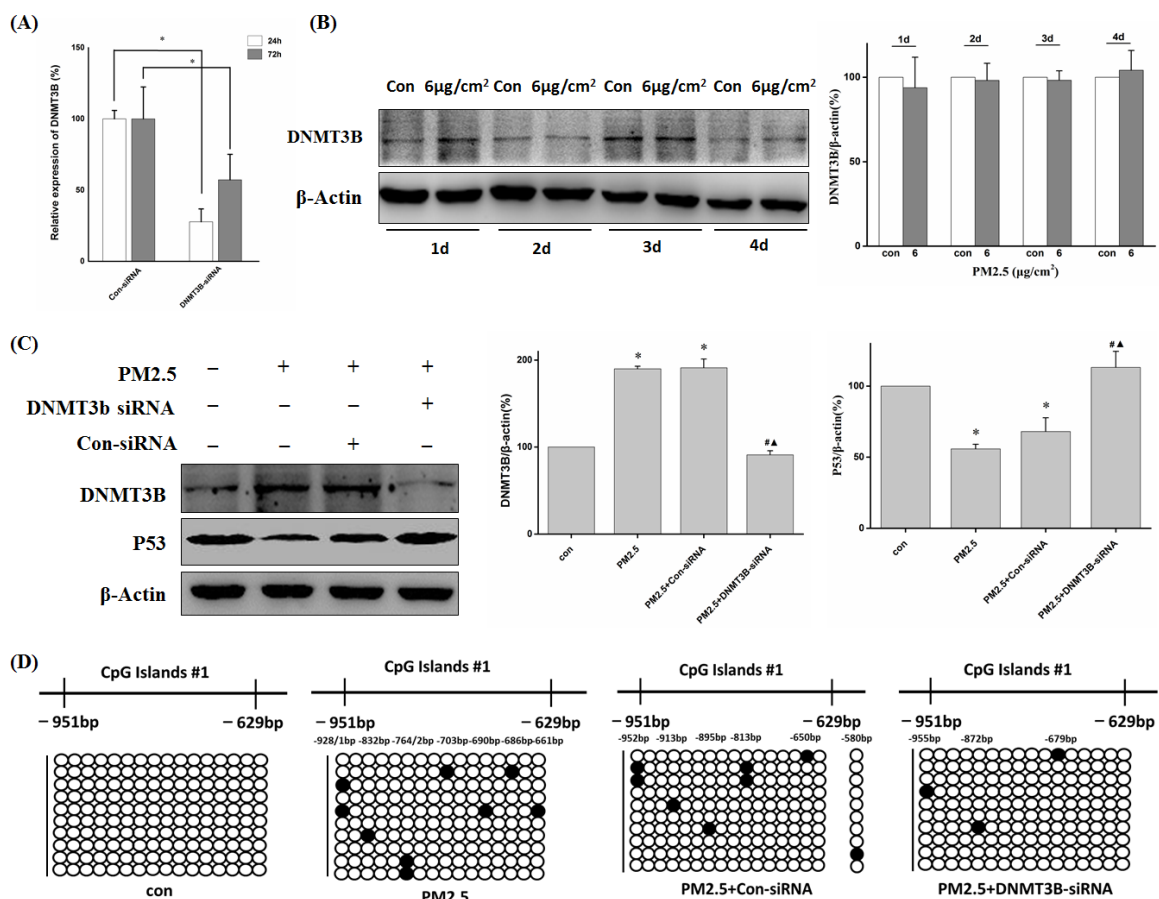 (A)
Relative expression of DNMT3B (%)
150
100
50
0
*
*
24h
72h
Con-siRNA
DNMT3B-siRNA
(B)
Con 6μg/cm² Con 6μg/cm² Con 6μg/cm² Con 6μg/cm²
DNMT3B
β-Actin
1d 2d 3d 4d
DNMT3B/β-actin(%)
100
50
0
1d 2d 3d 4d
con 6 con 6 con 6 con 6
PM2.5 (μg/cm²)
(C)
PM2.5 – + + +
DNMT3b siRNA – – – +
Con-siRNA – – + –
DNMT3B
P53
β-Actin
DNMT3B/β-actin(%)
200
100
0
* * #▲
con
PM2.5
PM2.5+Con-siRNA
PM2.5+DNMT3B-siRNA
P53/β-actin(%)
100
50
0
* * #▲
con
PM2.5
PM2.5+Con-siRNA
PM2.5+DNMT3B-siRNA
(D)
CpG Islands #1
–951bp –629bp
con
CpG Islands #1
–951bp –629bp
-928/1bp -832bp -764/2bp -703bp -690bp -686bp -661bp
PM2.5
CpG Islands #1
–951bp –629bp
-952bp -913bp -895bp -813bp -650bp -580bp
PM2.5+Con-siRNA
CpG Islands #1
–951bp –629bp
-955bp -872bp -679bp
PM2.5+DNMT3B-siRNA